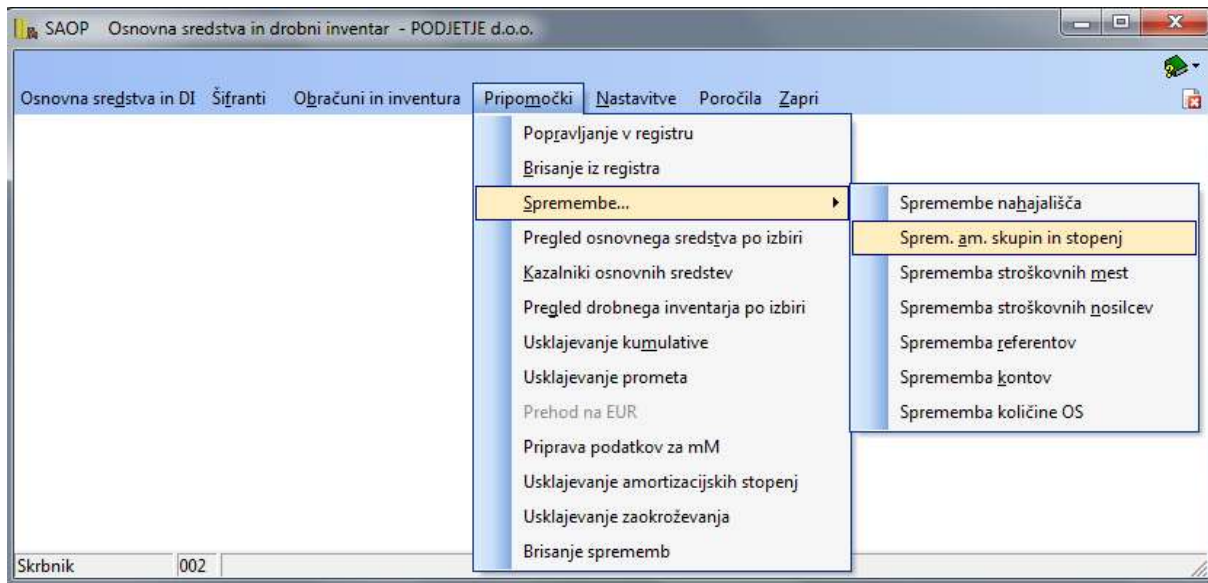 SAOP Osnovna sredstva in drobni inventar - PODJETJE d.o.o.
Osnovna sredstva in DI Šifranti Obračuni in inventura Pripomočki Nastavitve Poročila Zapri
Popravljanje v registru
Brisanje iz registra
Spremembe...
Pregled osnovnega sredstva po izbiri
Kazalniki osnovnih sredstev
Pregled drobnega inventarja po izbiri
Usklajevanje kumulative
Usklajevanje prometa
Prehod na EUR
Priprava podatkov za mM
Usklajevanje amortizacijskih stopenj
Usklajevanje zaokroževanja
Brisanje sprememb
Spremembe nahajališča
Sprem. am. skupin in stopenj
Sprememba stroškovnih mest
Sprememba stroškovnih nosilcev
Sprememba referentov
Sprememba kontov
Sprememba količine OS
Skrbnik 002